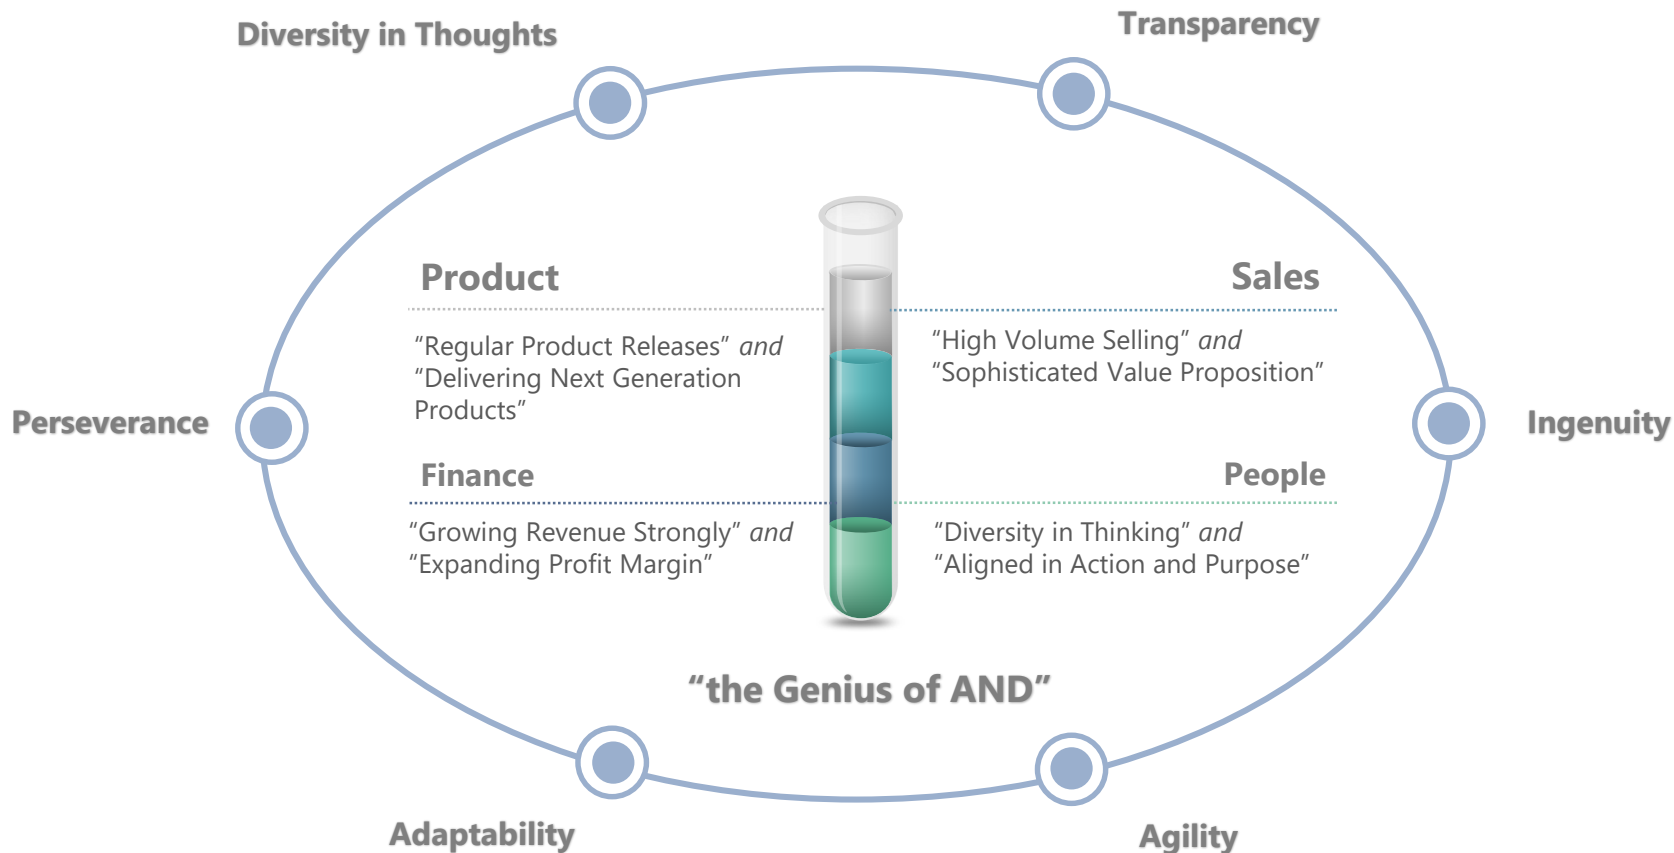 Diversity in Thoughts
Transparency
Product
“Regular Product Releases” and
“Delivering Next Generation
Products”
Sales
“High Volume Selling” and
“Sophisticated Value Proposition”
Perseverance
Ingenuity
Finance
“Growing Revenue Strongly” and
“Expanding Profit Margin”
People
“Diversity in Thinking” and
“Aligned in Action and Purpose”
“the Genius of AND”
Adaptability
Agility